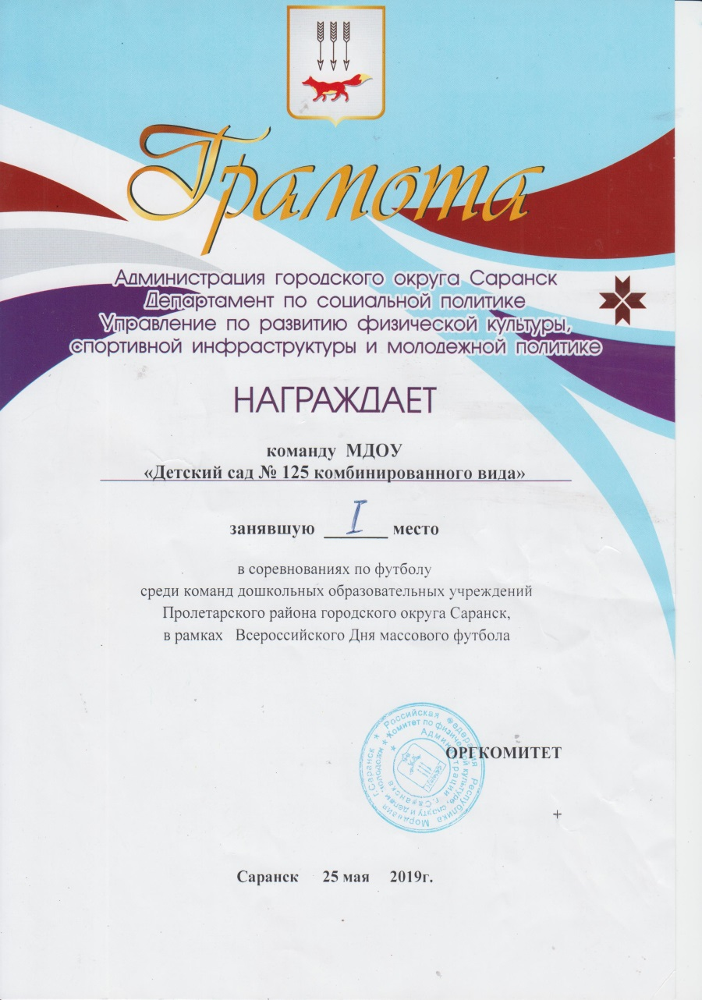 Грамота
Администрация городского округа Саранск
Департамент по социальной политике
Управление по развитию физической культуры,
спортивной инфраструктуры и молодежной политике
НАГРАЖДАЕТ
команду МДОУ
«Детский сад № 125 комбинированного вида»
занявшую I место
в соревнованиях по футболу
среди команд дошкольных образовательных учреждений
Пролетарского района городского округа Саранск,
в рамках Всероссийского Дня массового футбола
Российская Федерация Республика Мордовия г.Саранск
Комитет по физической культуре, спорту и делам молодежи
Администрации г. Саранска
ОРГКОМИТЕТ
+
Саранск 25 мая 2019г.